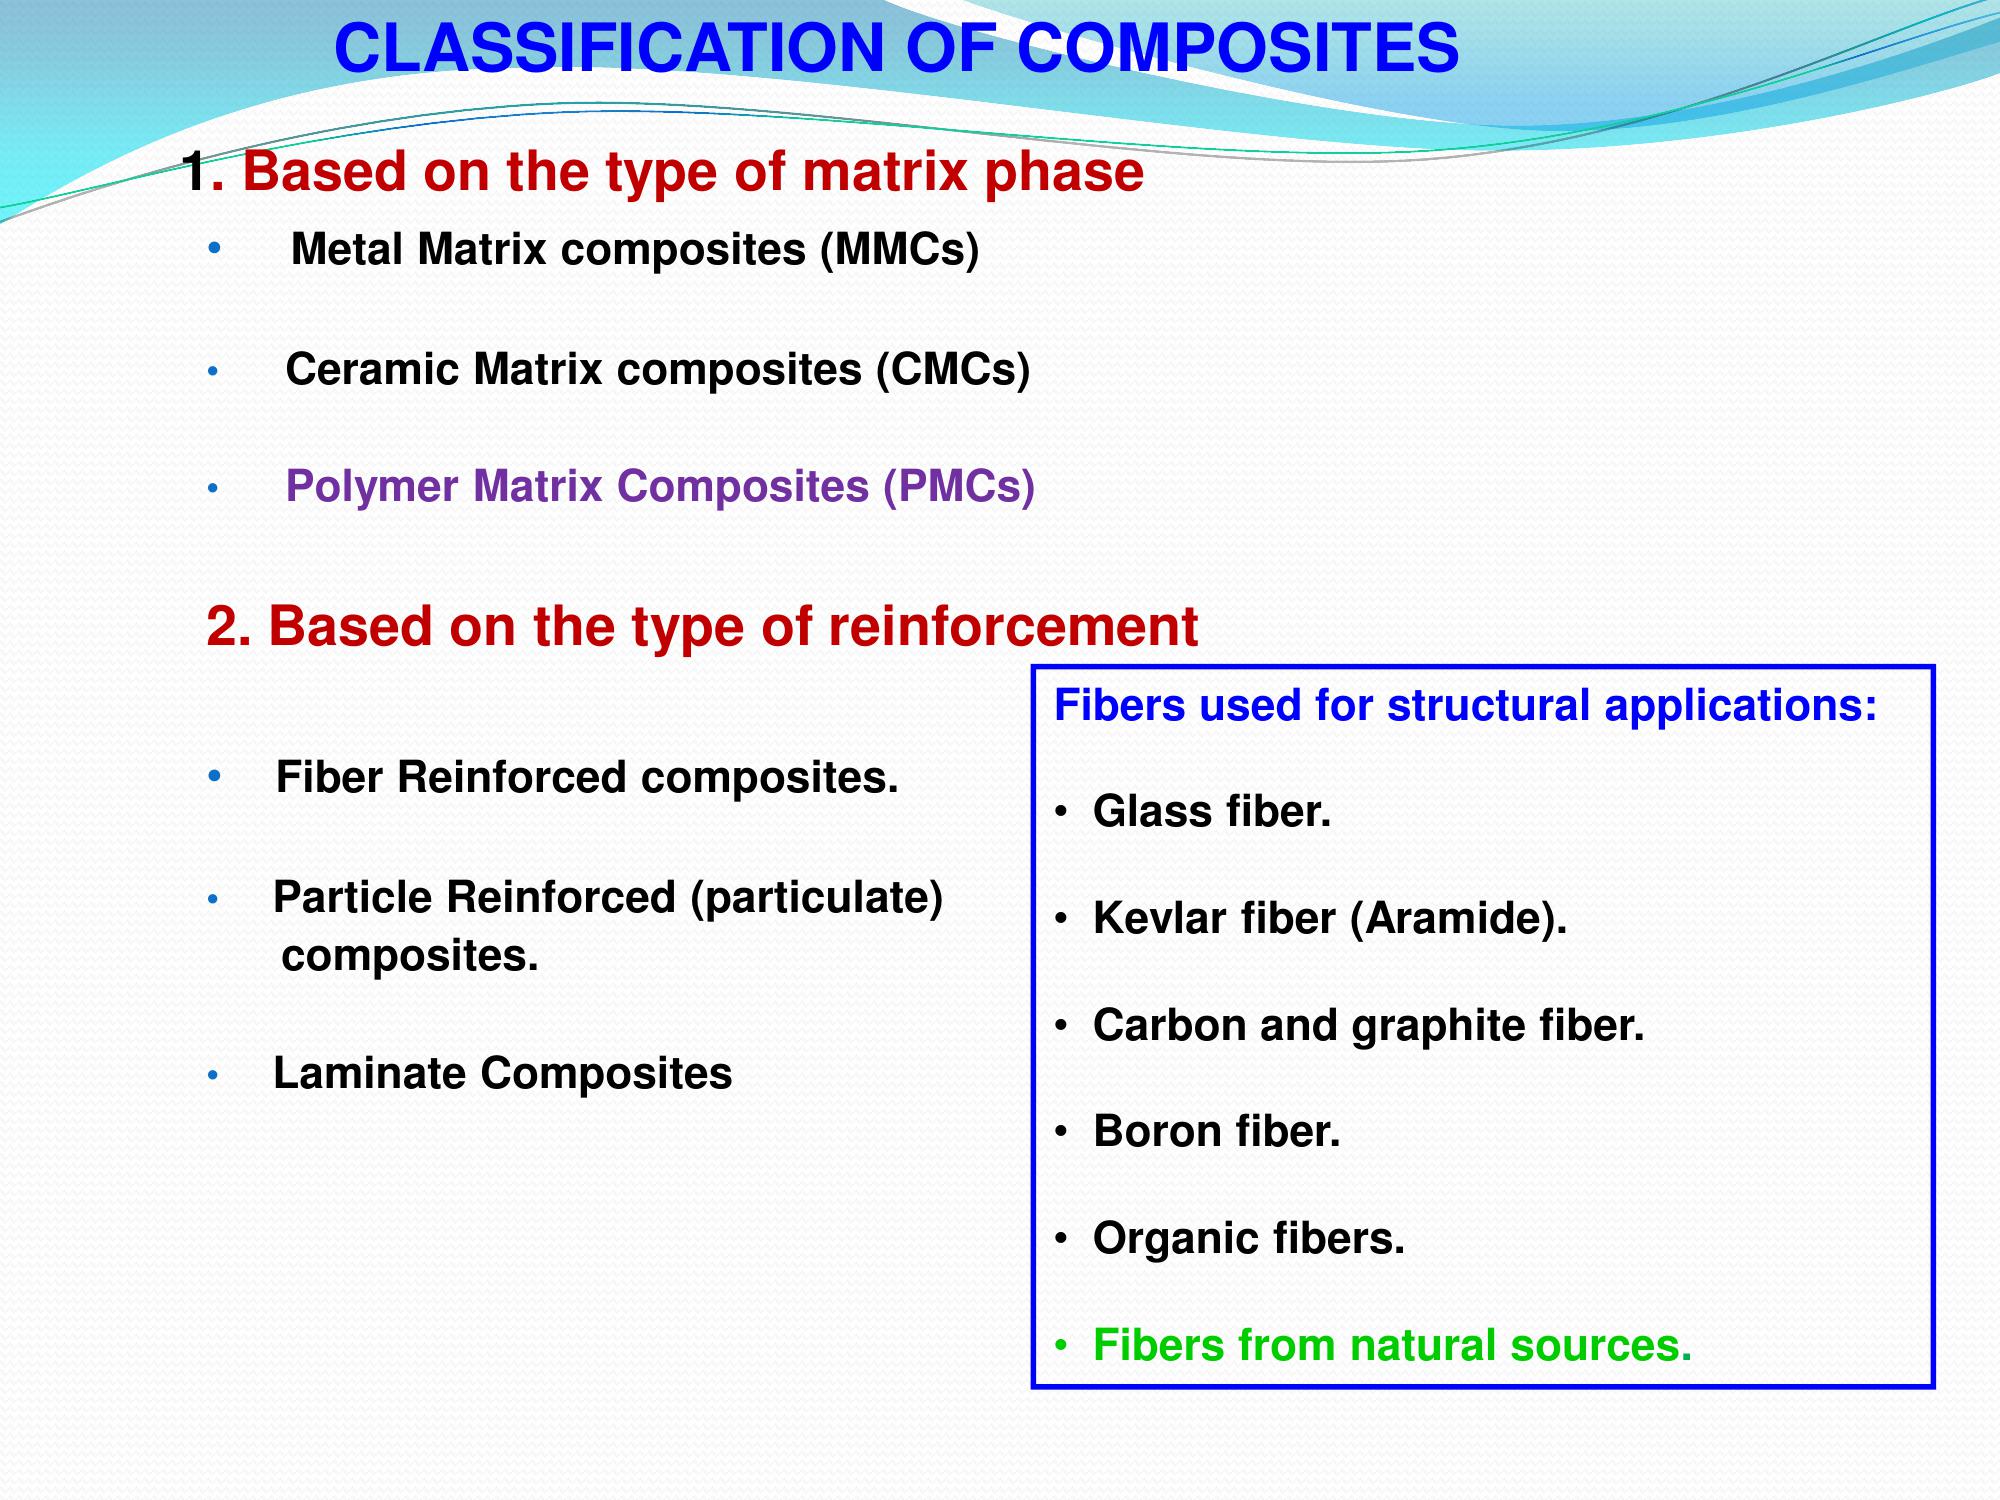 CLASSIFICATION OF COMPOSITES
1. Based on the type of matrix phase
• Metal Matrix composites (MMCs)
• Ceramic Matrix composites (CMCs)
• Polymer Matrix Composites (PMCs)
2. Based on the type of reinforcement
• Fiber Reinforced composites.
• Particle Reinforced (particulate)
composites.
• Laminate Composites
Fibers used for structural applications:
• Glass fiber.
• Kevlar fiber (Aramide).
• Carbon and graphite fiber.
• Boron fiber.
• Organic fibers.
• Fibers from natural sources.